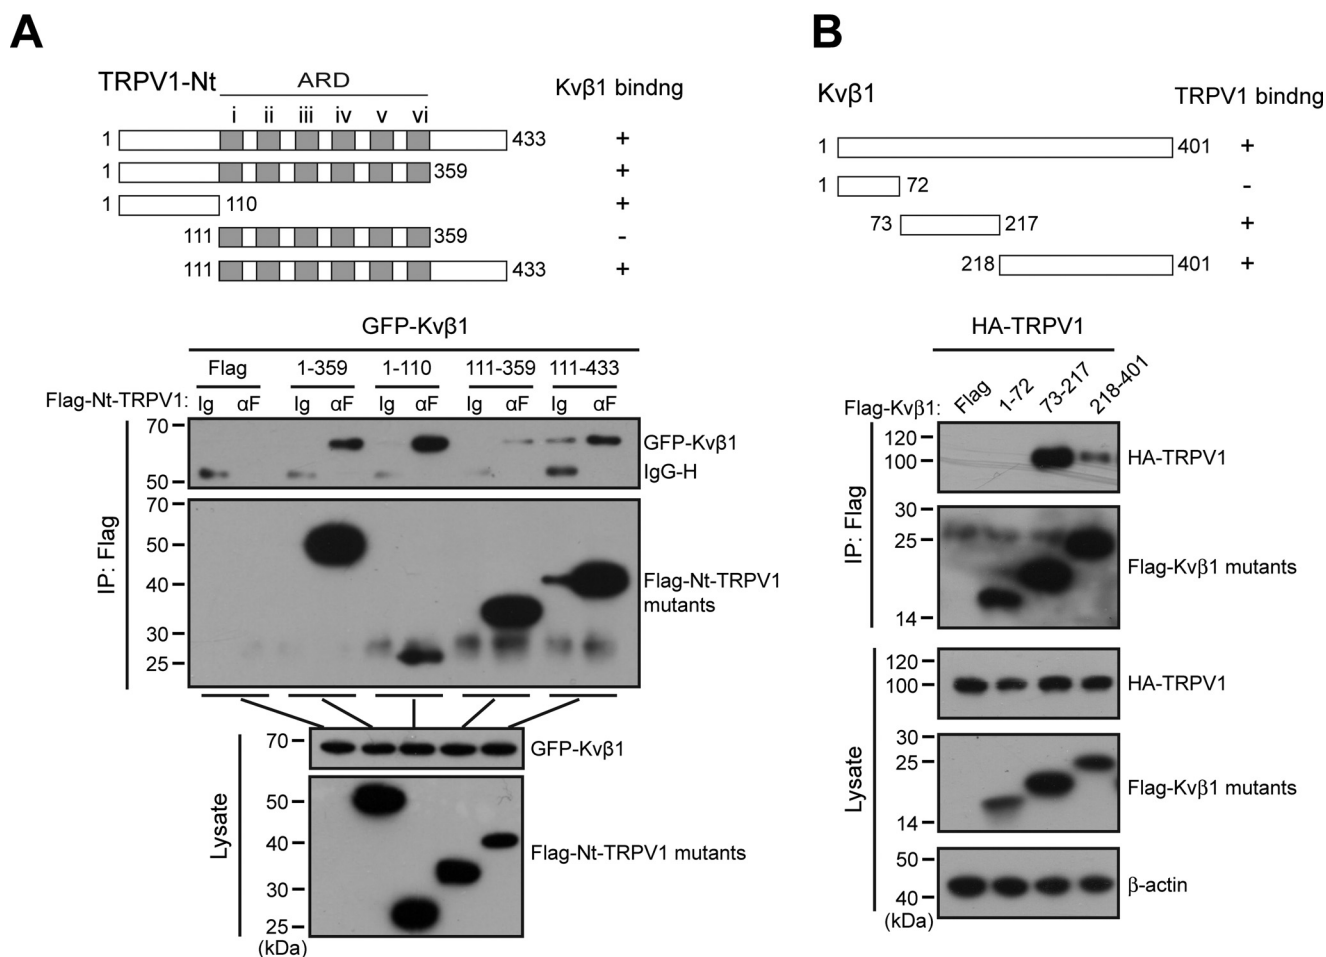 A
TRPV1-Nt
ARD
Kvβ1 bindng
i ii iii iv v vi
1 433 +
1 359 +
1 110 +
111 359 -
111 433 +
GFP-Kvβ1
Flag 1-359 1-110 111-359 111-433
Flag-Nt-TRPV1: Ig αF Ig αF Ig αF Ig αF Ig αF
IP: Flag
70
50
GFP-Kvβ1
IgG-H
70
50
40
30
25
Flag-Nt-TRPV1
mutants
Lysate
70
GFP-Kvβ1
50
40
30
25
(kDa)
Flag-Nt-TRPV1 mutants
B
Kvβ1
TRPV1 bindng
1 401 +
1 72 -
73 217 +
218 401 +
HA-TRPV1
Flag-Kvβ1: Flag 1-72 73-217 218-401
IP: Flag
120
100
HA-TRPV1
30
25
14
Flag-Kvβ1 mutants
Lysate
120
100
HA-TRPV1
30
25
14
Flag-Kvβ1 mutants
50
40
(kDa)
β-actin